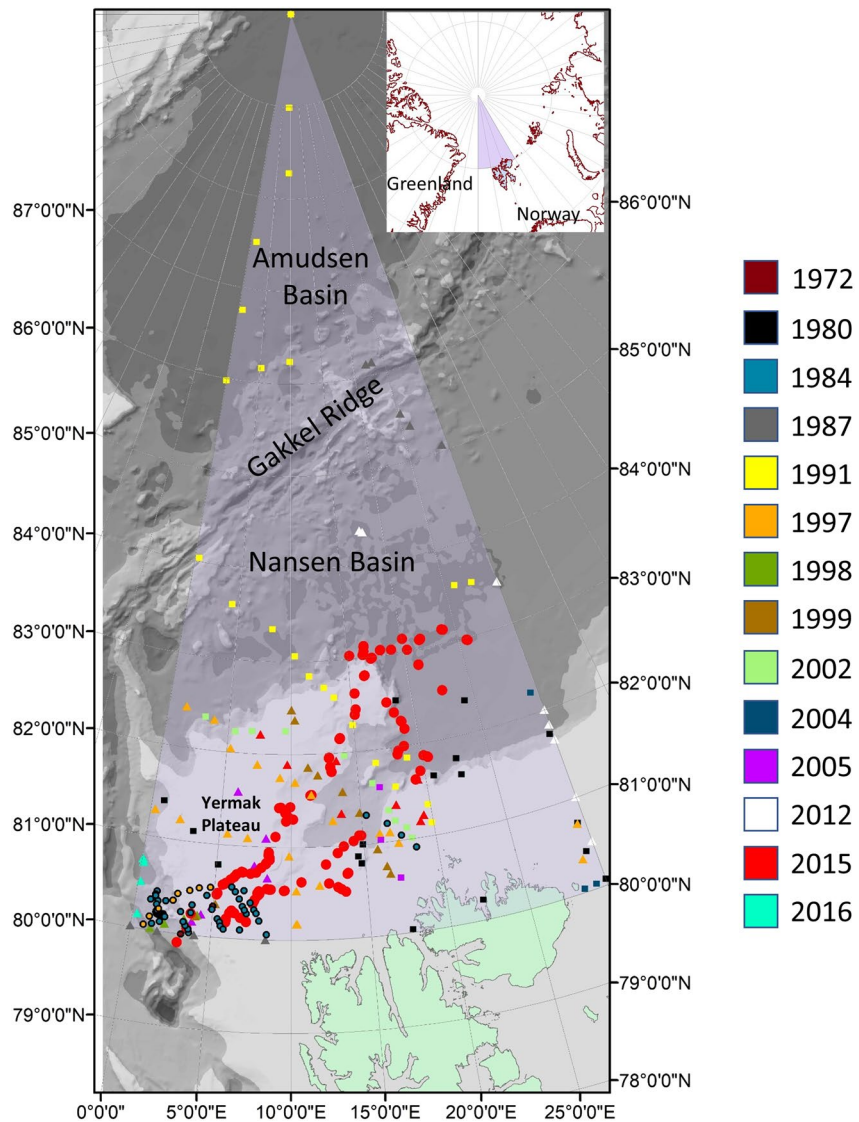 Greenland
Norway
87°0'0"N
86°0'0"N
85°0'0"N
84°0'0"N
83°0'0"N
82°0'0"N
81°0'0"N
80°0'0"N
79°0'0"N
Amudsen
Basin
Gakkel Ridge
Nansen Basin
Yermak
Plateau
86°0'0"N
85°0'0"N
84°0'0"N
83°0'0"N
82°0'0"N
81°0'0"N
80°0'0"N
79°0'0"N
78°0'0"N
0°0'0"
5°0'0"E
10°0'0"E
15°0'0"E
20°0'0"E
25°0'0"E
1972
1980
1984
1987
1991
1997
1998
1999
2002
2004
2005
2012
2015
2016